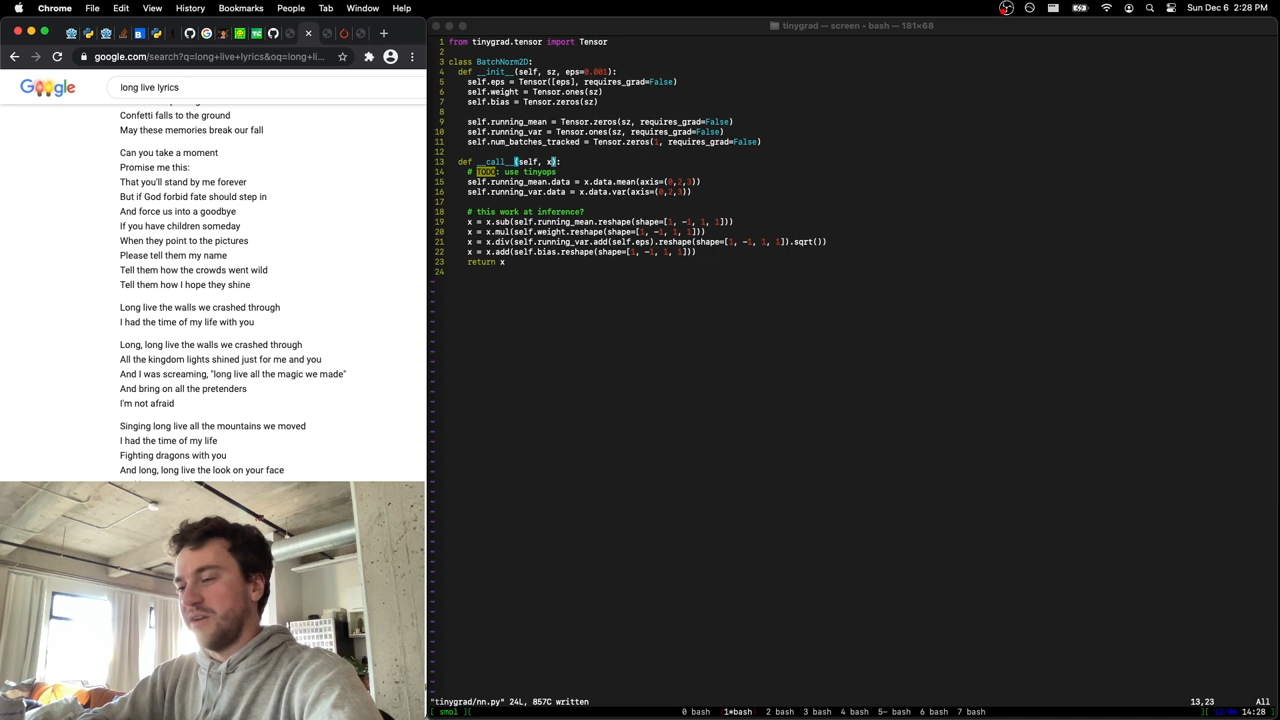 Chrome File Edit View History Bookmarks People Tab Window Help
Sun Dec 6 2:28 PM
google.com/search?q=long+live+lyrics&oq=long+li...
Google
long live lyrics
Confetti falls to the ground
May these memories break our fall
Can you take a moment
Promise me this:
That you'll stand by me forever
But if God forbid fate should step in
And force us into a goodbye
If you have children someday
When they point to the pictures
Please tell them my name
Tell them how the crowds went wild
Tell them how I hope they shine
Long live the walls we crashed through
I had the time of my life with you
Long, long live the walls we crashed through
All the kingdom lights shined just for me and you
And I was screaming, "long live all the magic we made"
And bring on all the pretenders
I'm not afraid
Singing long live all the mountains we moved
I had the time of my life
Fighting dragons with you
And long, long live the look on your face
tinygrad — screen ▸ bash — 181×68
1 from tinygrad.tensor import Tensor
2
3 class BatchNorm2D:
4 def __init__(self, sz, eps=0.001):
5 self.eps = Tensor([eps], requires_grad=False)
6 self.weight = Tensor.ones(sz)
7 self.bias = Tensor.zeros(sz)
8
9 self.running_mean = Tensor.zeros(sz, requires_grad=False)
10 self.running_var = Tensor.ones(sz, requires_grad=False)
11 self.num_batches_tracked = Tensor.zeros(1, requires_grad=False)
12
13 def __call__(self, x):
14 # TODO: use tinyops
15 self.running_mean.data = x.data.mean(axis=(0,2,3))
16 self.running_var.data = x.data.var(axis=(0,2,3))
17
18 # this work at inference?
19 x = x.sub(self.running_mean.reshape(shape=[1, -1, 1, 1]))
20 x = x.mul(self.weight.reshape(shape=[1, -1, 1, 1]))
21 x = x.div(self.running_var.add(self.eps).reshape(shape=[1, -1, 1, 1]).sqrt())
22 x = x.add(self.bias.reshape(shape=[1, -1, 1, 1]))
23 return x
24
"tinygrad/nn.py" 24L, 857C written 13,23 All
[ smol ][ 0 bash 1*bash 2 bash 3 bash 4 bash 5- bash 6 bash 7 bash ][ 12/06 14:28 ]